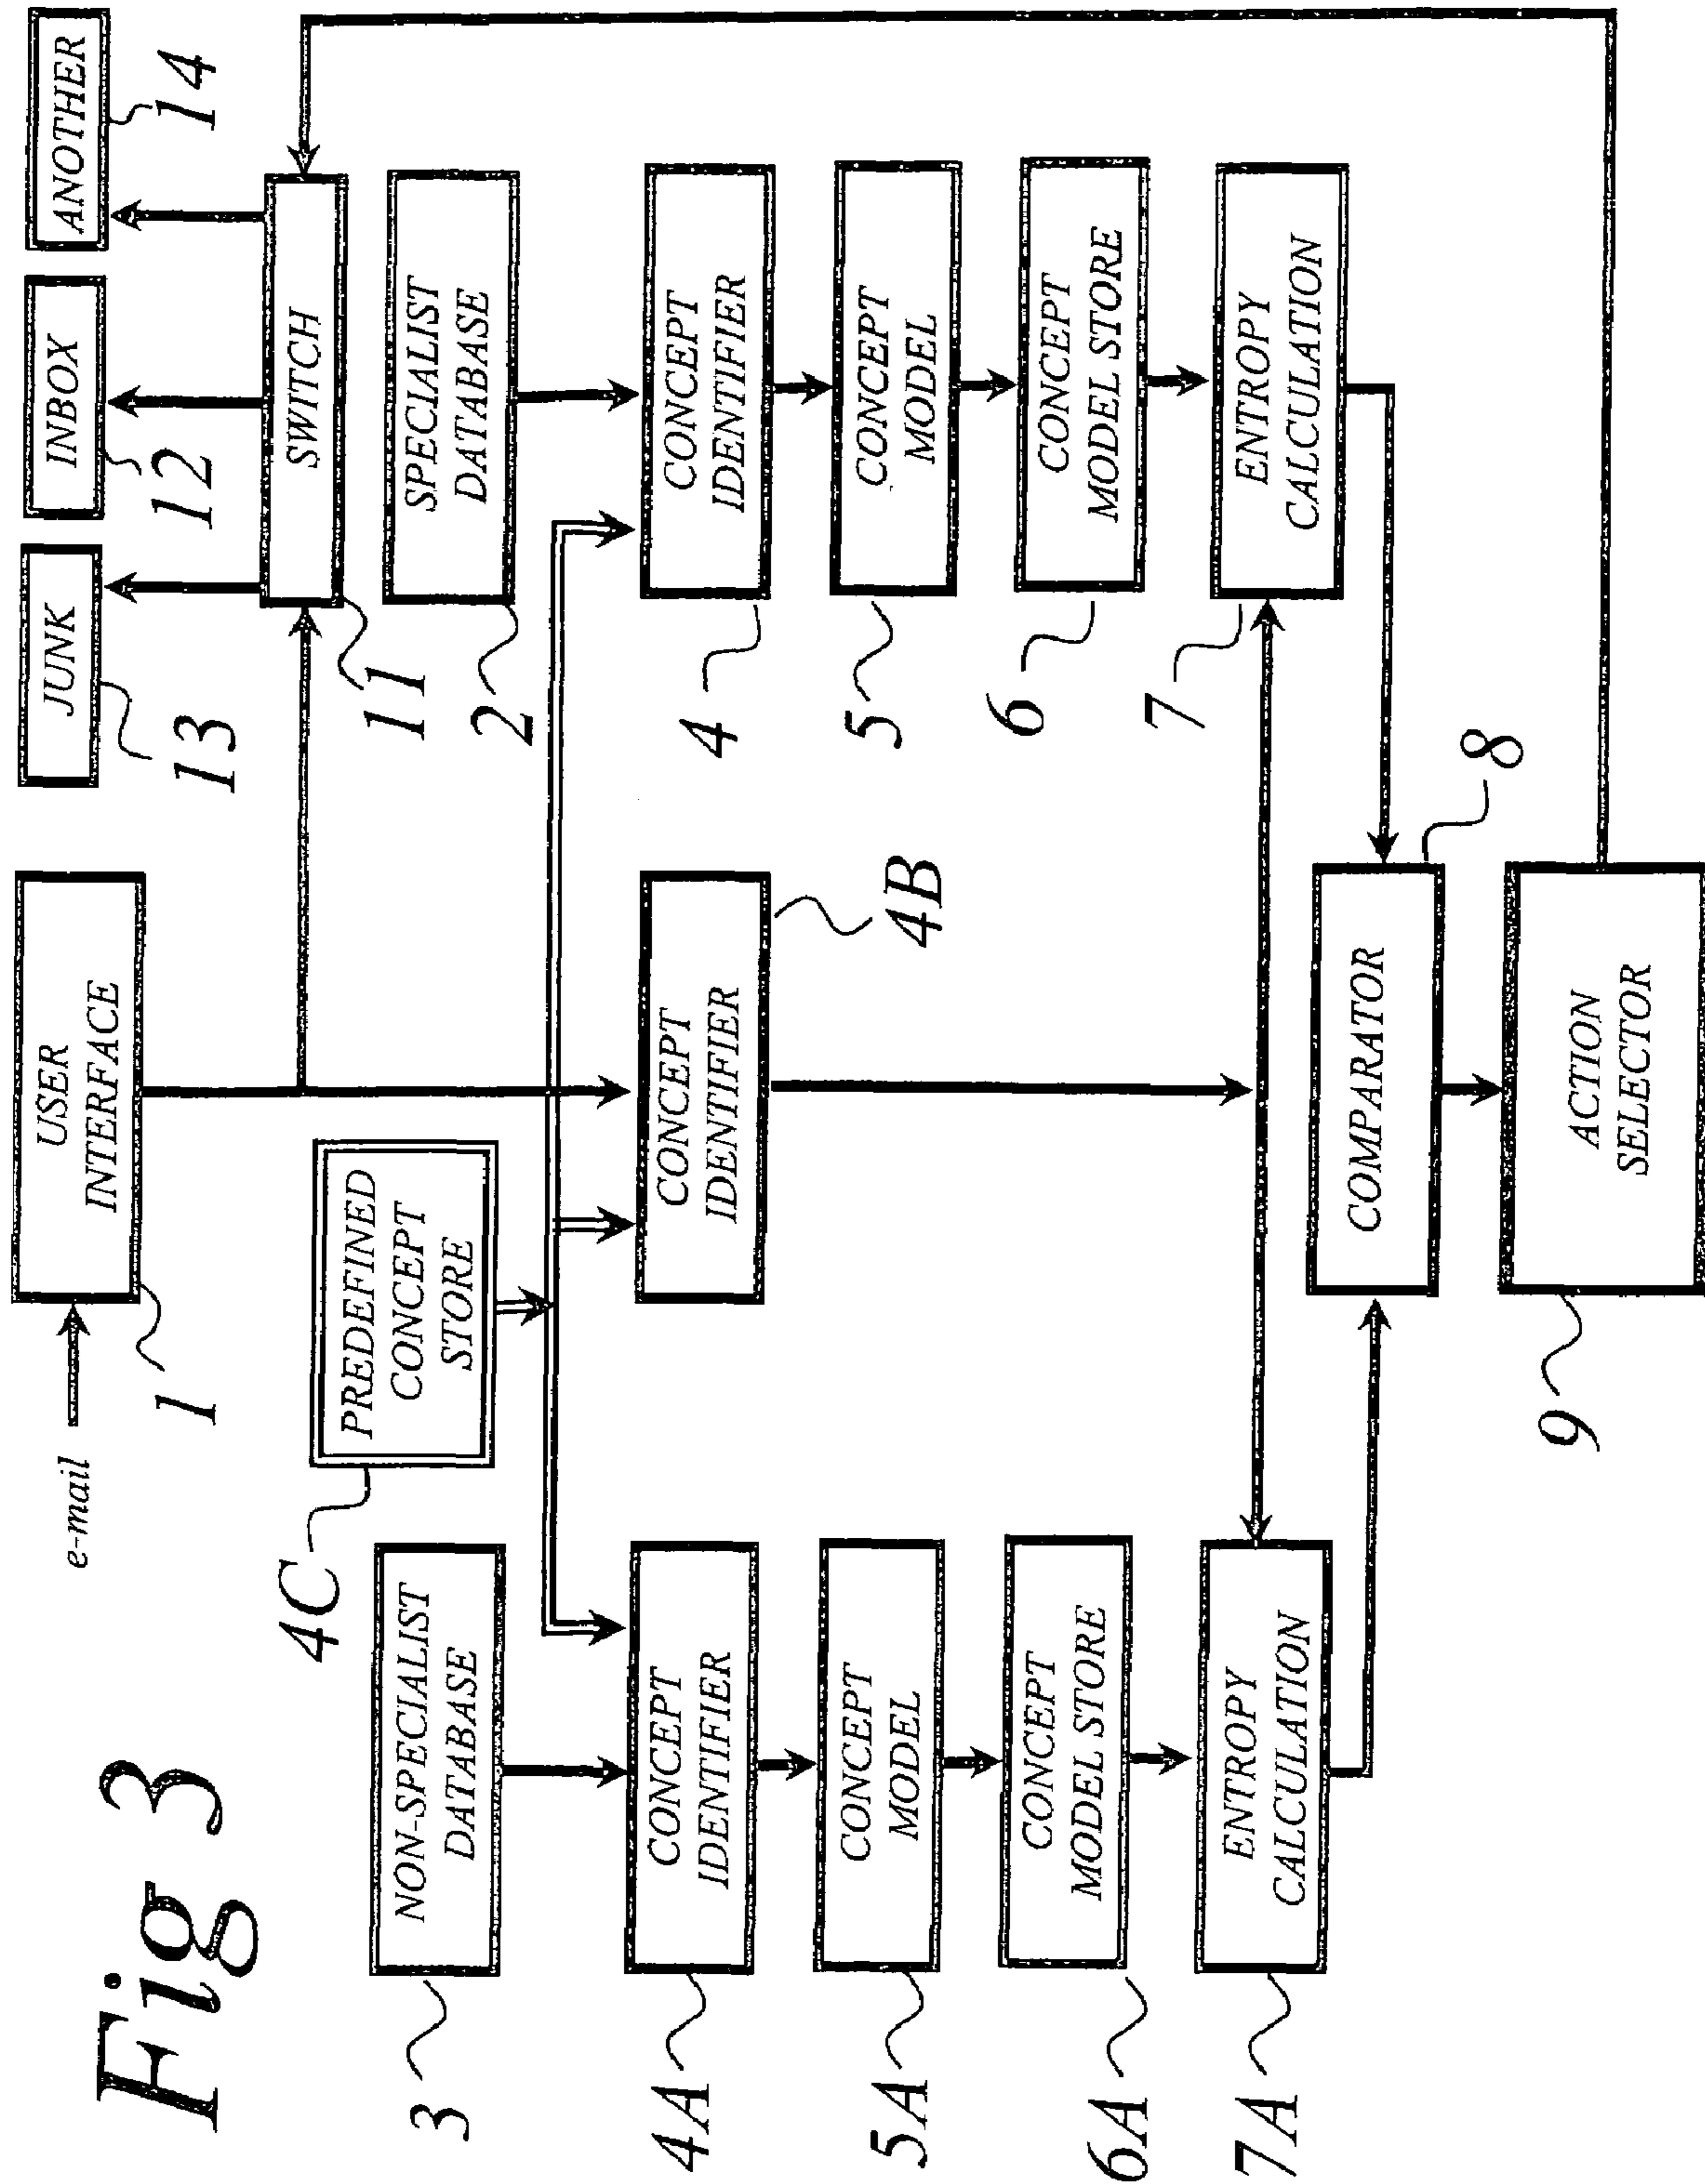 Fig 3
e-mail
1
USER
INTERFACE
JUNK
13
INBOX
12
ANOTHER
14
SWITCH
11
4C
PREDEFINED
CONCEPT
STORE
3
NON-SPECIALIST
DATABASE
SPECIALIST
DATABASE
2
4A
CONCEPT
IDENTIFIER
CONCEPT
IDENTIFIER
4B
CONCEPT
IDENTIFIER
4
5A
CONCEPT
MODEL
CONCEPT
MODEL
5
6A
CONCEPT
MODEL STORE
CONCEPT
MODEL STORE
6
7A
ENTROPY
CALCULATION
ENTROPY
CALCULATION
7
COMPARATOR
8
9
ACTION
SELECTOR